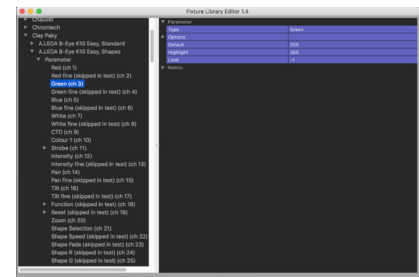 Fixture Library Editor 1.4
Chauvet
Chromlech
Clay Paky
A.LEDA B-Eye K10 Easy, Standard
A.LEDA B-Eye K10 Easy, Shapes
Parameter
Red (ch 1)
Red fine (skipped in test) (ch 2)
Green (ch 3)
Green fine (skipped in test) (ch 4)
Blue (ch 5)
Blue fine (skipped in test) (ch 6)
White (ch 7)
White fine (skipped in test) (ch 8)
CTO (ch 9)
Colour 1 (ch 10)
Strobe (ch 11)
Intensity (ch 12)
Intensity fine (skipped in test) (ch 13)
Pan (ch 14)
Pan fine (skipped in test) (ch 15)
Tilt (ch 16)
Tilt fine (skipped in test) (ch 17)
Function (skipped in test) (ch 18)
Reset (skipped in test) (ch 19)
Zoom (ch 20)
Shape Selection (ch 21)
Shape Speed (skipped in test) (ch 22)
Shape Fade (skipped in test) (ch 23)
Shape R (skipped in test) (ch 24)
Shape G (skipped in test) (ch 25)
Parameter
Type Green
Options
Default 255
Highlight 255
Limit -1
Matrix